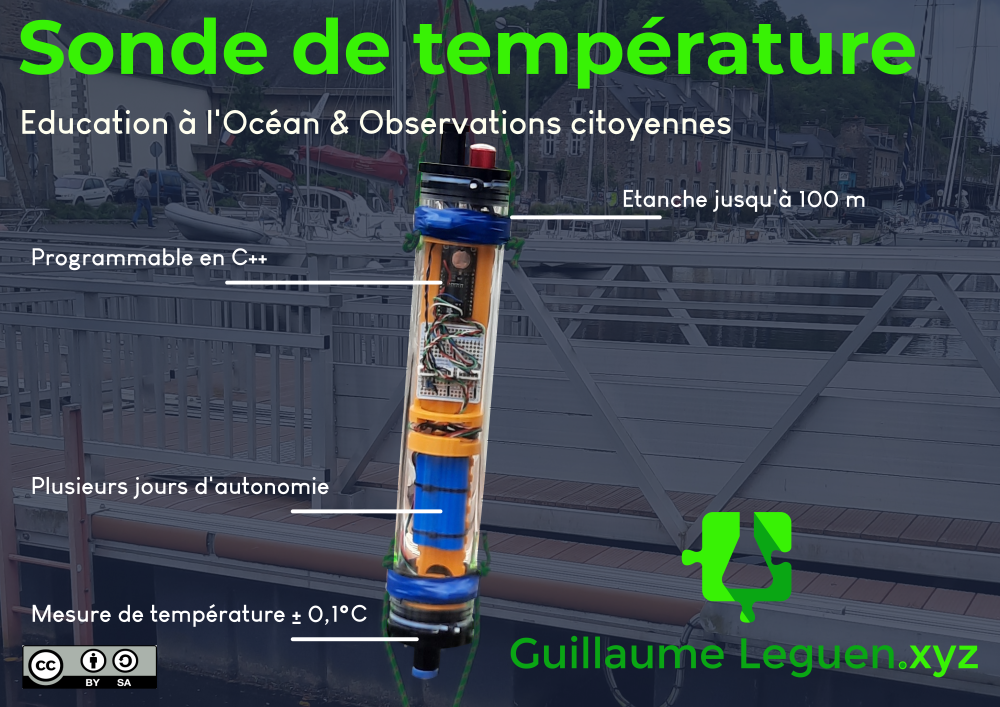 Sonde de température
Education à l'Océan & Observations citoyennes
Etanche jusqu'à 100 m
Programmable en C++
Plusieurs jours d'autonomie
Mesure de température ± 0,1°C
cc
BY SA
Guillaume Leguen.xyz